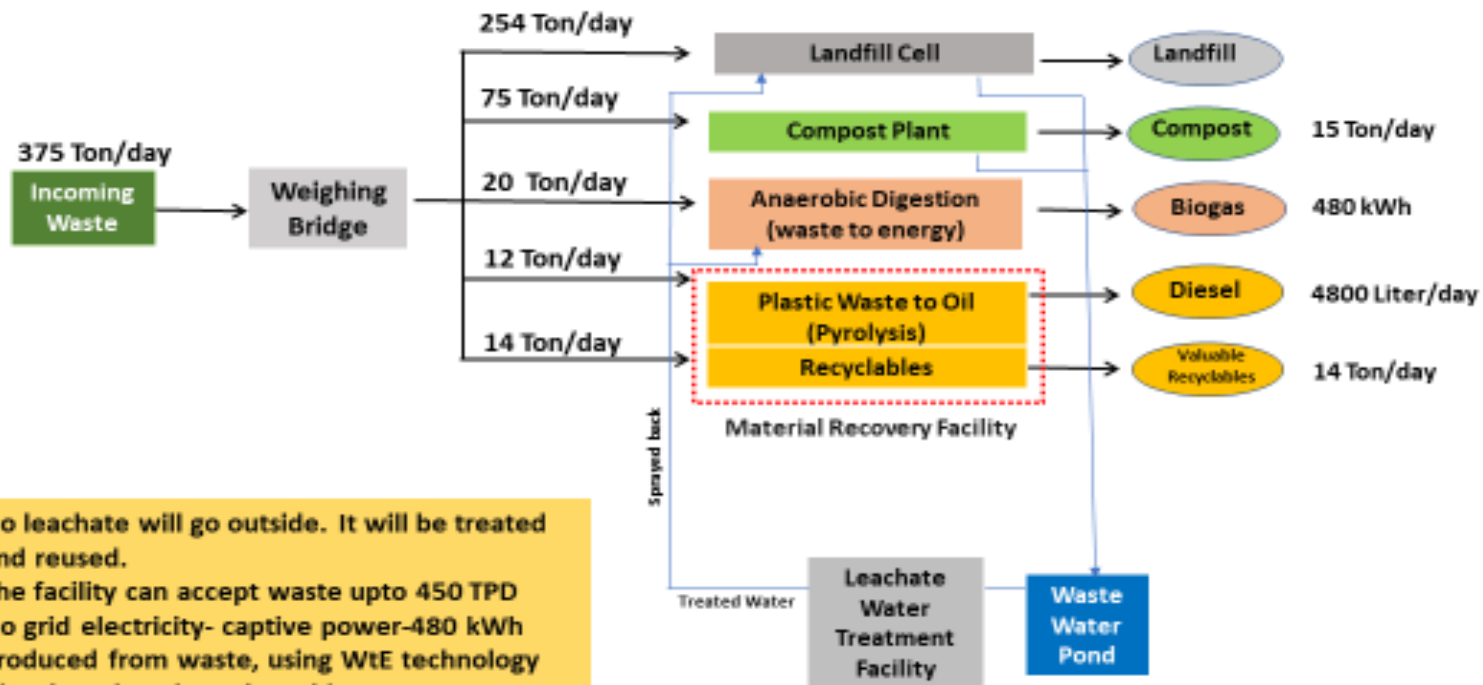 254 Ton/day
Landfill Cell
Landfill
75 Ton/day
Compost Plant
Compost
15 Ton/day
375 Ton/day
Incoming
Waste
Weighing
Bridge
20 Ton/day
Anaerobic Digestion
(waste to energy)
Biogas
480 kWh
12 Ton/day
Plastic Waste to Oil
(Pyrolysis)
Diesel
4800 Liter/day
14 Ton/day
Recyclables
Valuable
Recyclables
14 Ton/day
Material Recovery Facility
Sprayed back
o leachate will go outside. It will be treated
nd reused.
he facility can accept waste upto 450 TPD
o grid electricity- captive power-480 kWh
roduced from waste, using WtE technology
Treated Water
Leachate
Water
Treatment
Facility
Waste
Water
Pond